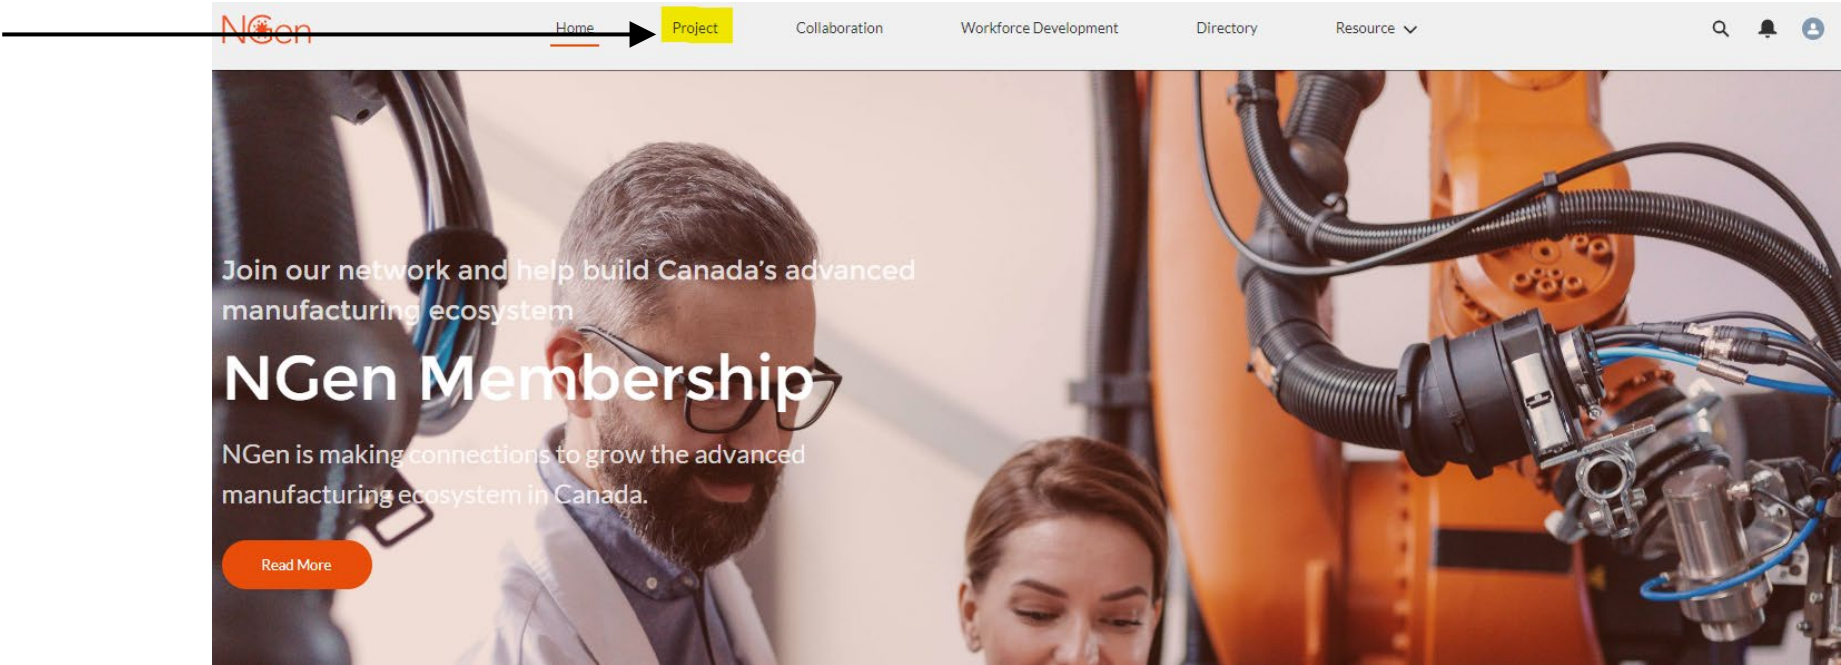 NGen
Home Project Collaboration Workforce Development Directory Resource
Join our network and help build Canada's advanced
manufacturing ecosystem
NGen Membership
NGen is making connections to grow the advanced
manufacturing ecosystem in Canada.
Read More